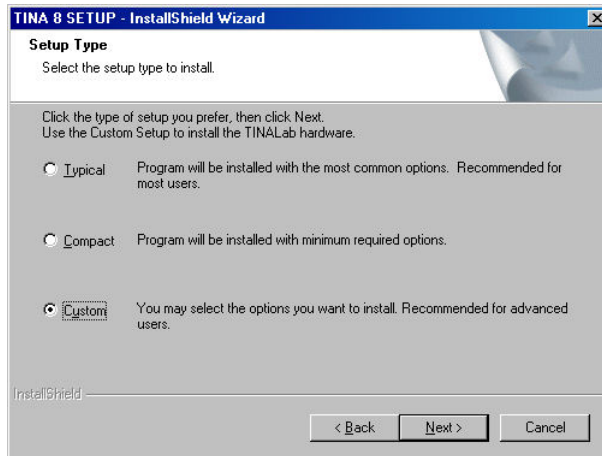 TINA 8 SETUP - InstallShield Wizard
Setup Type
Select the setup type to install.
Click the type of setup you prefer, then click Next.
Use the Custom Setup to install the TINALab hardware.
Typical Program will be installed with the most common options. Recommended for
most users.
Compact Program will be installed with minimum required options.
Custom You may select the options you want to install. Recommended for advanced
users.
InstallShield
< Back Next > Cancel